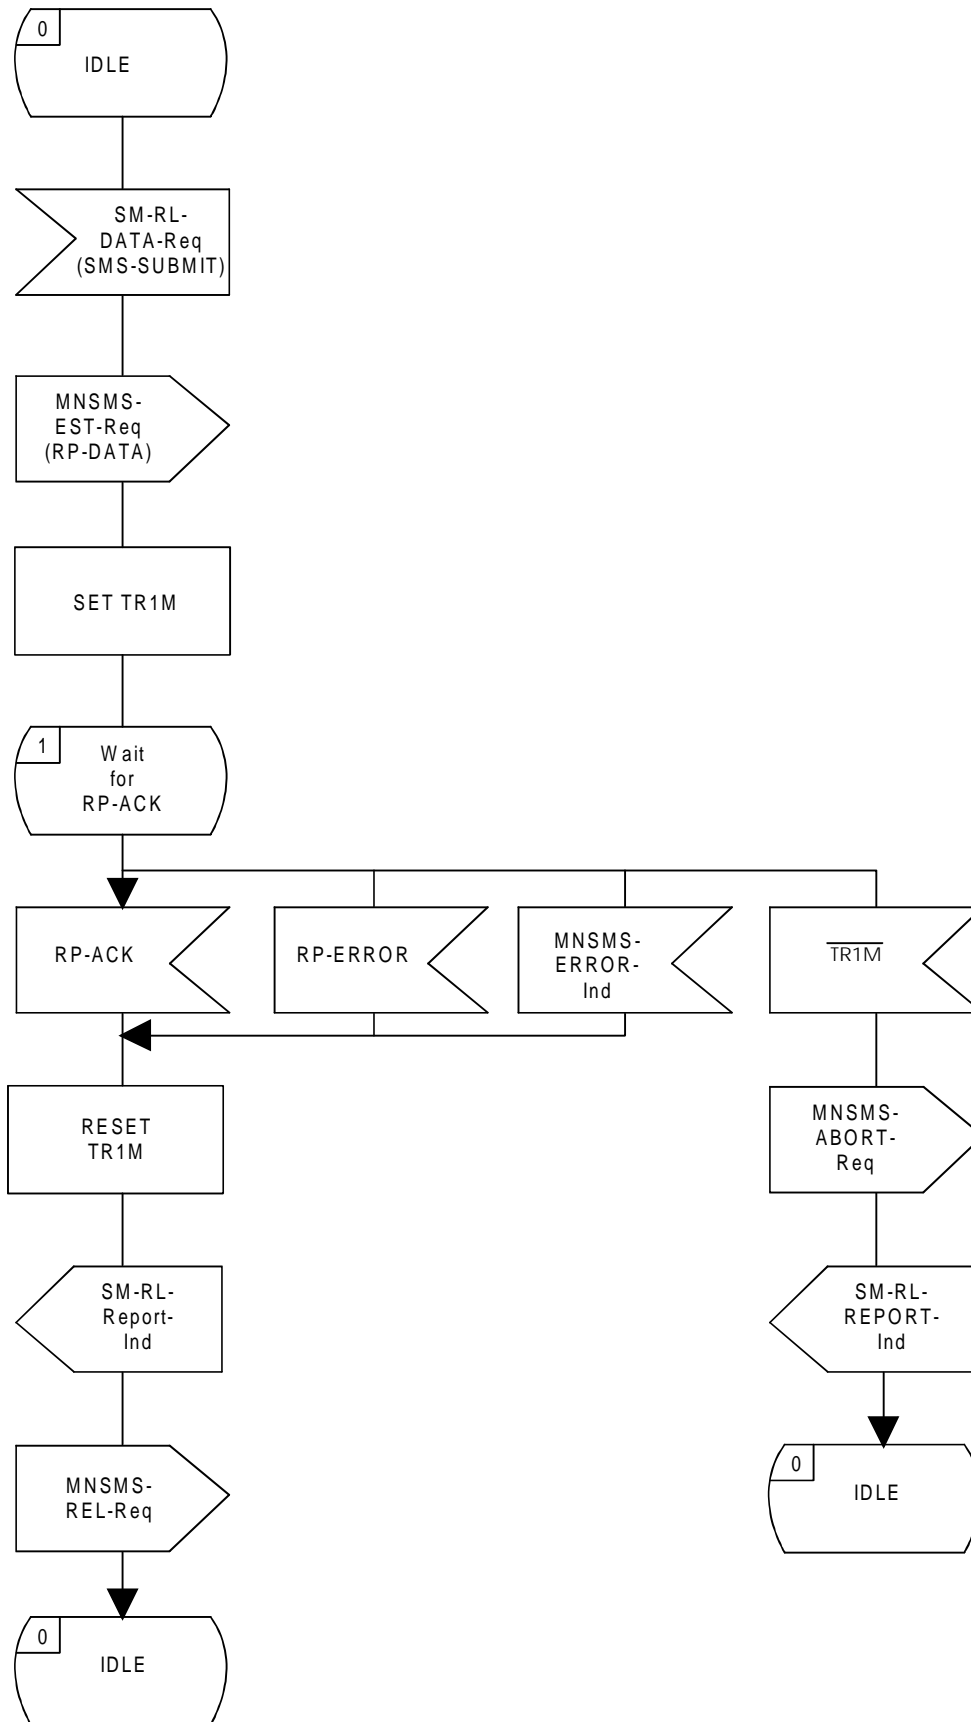 0
IDLE
SM-RL-
DATA-Req
(SMS-SUBMIT)
MNSMS-
EST-Req
(RP-DATA)
SET TR1M
1
Wait
for
RP-ACK
RP-ACK
RP-ERROR
MNSMS-
ERROR-
Ind
TR1M
RESET
TR1M
MNSMS-
ABORT-
Req
SM-RL-
Report-
Ind
SM-RL-
REPORT-
Ind
MNSMS-
REL-Req
0
IDLE
0
IDLE